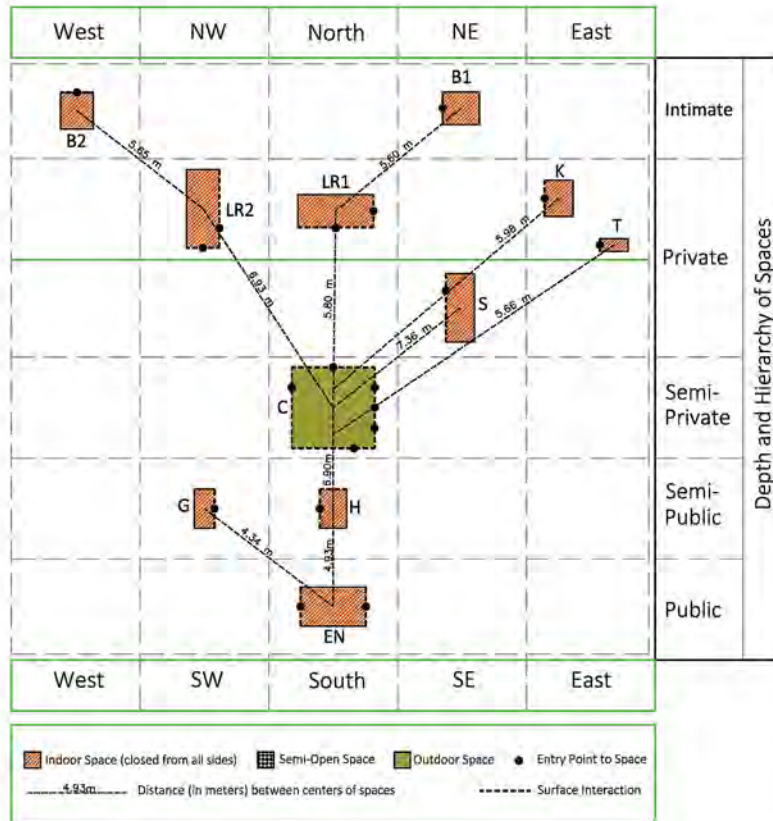 West NW North NE East
B1
B2
5.65 m
5.60 m
Intimate
LR1
K
LR2
T
5.98 m
Private
6.93 m
5.80 m
S
5.66 m
7.36 m
C
Semi-
Private
6.90m
G
H
Semi-
Public
4.34 m
4.93m
EN
Public
Depth and Hierarchy of Spaces
West SW South SE East
Indoor Space (closed from all sides) Semi-Open Space Outdoor Space Entry Point to Space
4.93m Distance (in meters) between centers of spaces Surface Interaction